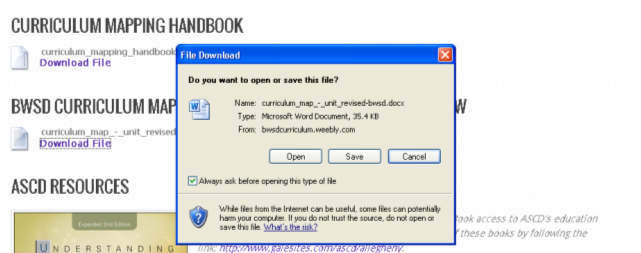 CURRICULUM MAPPING HANDBOOK
curriculum_mapping_handbook
Download File
BWSD CURRICULUM MAP
W
curriculum_map_-_unit_revised
Download File
ASCD RESOURCES
Expanded 2nd Edition
UNDERSTANDING
File Download
Do you want to open or save this file?
Name: curriculum_map_-_unit_revised-bwsd.docx
Type: Microsoft Word Document, 35.4 KB
From: bwsdcurriculum.weebly.com
Open Save Cancel
Always ask before opening this type of file
While files from the Internet can be useful, some files can potentially
harm your computer. If you do not trust the source, do not open or
save this file. What's the risk?
access to ASCD's education
these books by following the
link: http://www.galesites.com/ascd/allegheny.